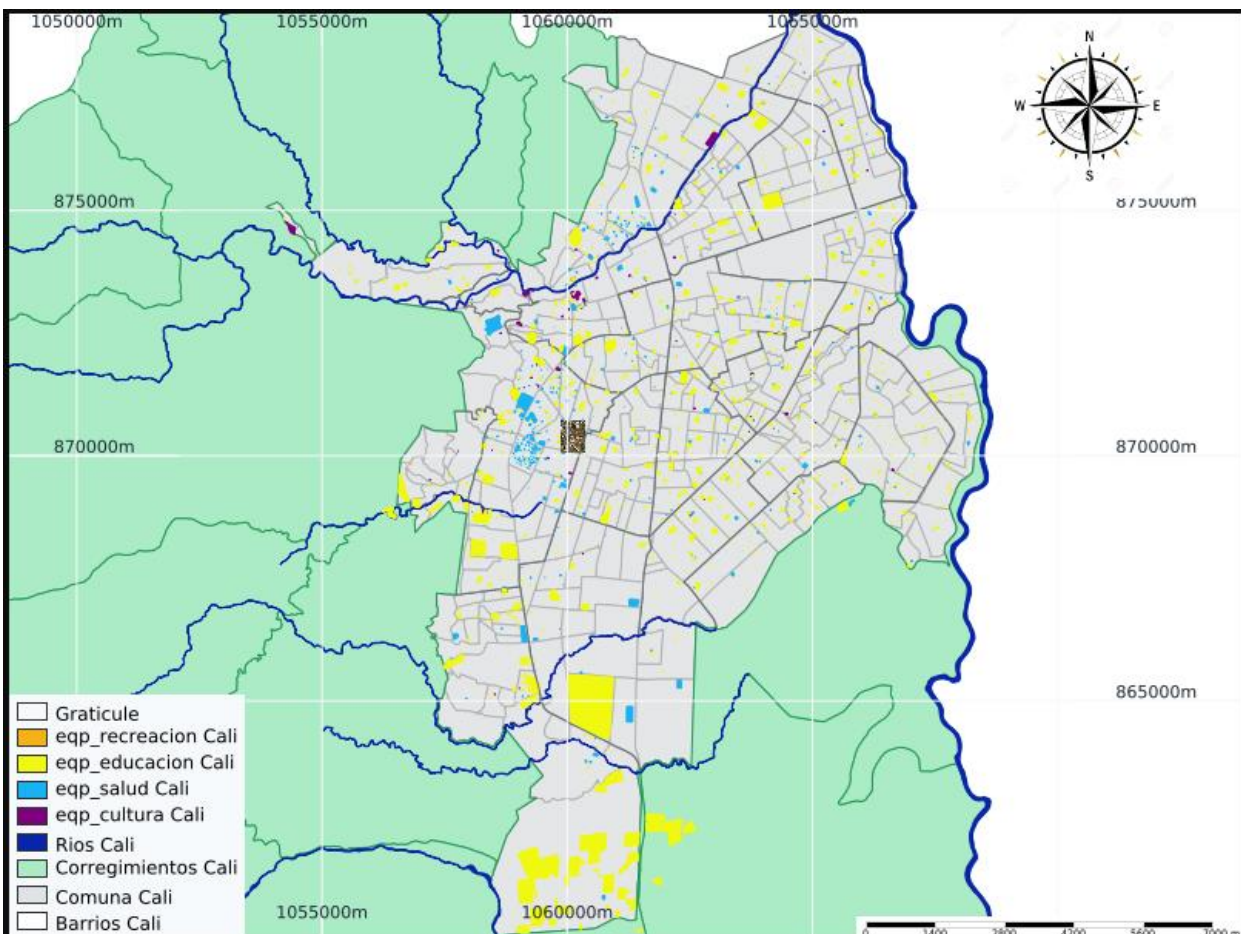 1050000m 1055000m 1060000m 1065000m
N
W E
S
875000m 875000m
870000m 870000m
865000m
Graticule
eqp_recreacion Cali
eqp_educacion Cali
eqp_salud Cali
eqp_cultura Cali
Rios Cali
Corregimientos Cali
Comuna Cali
Barrios Cali
1055000m 1060000m
0 1400 2800 4200 5600 7000 m